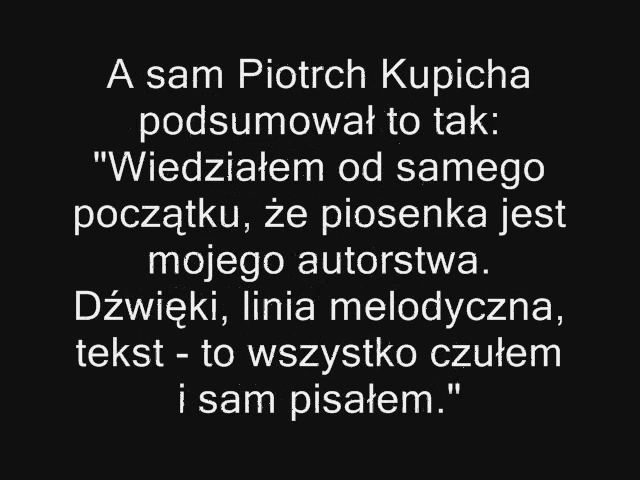 A sam Piotrch Kupicha
podsumował to tak:
"Wiedziałem od samego
początku, że piosenka jest
mojego autorstwa.
Dźwięki, linia melodyczna,
tekst - to wszystko czułem
i sam pisałem."